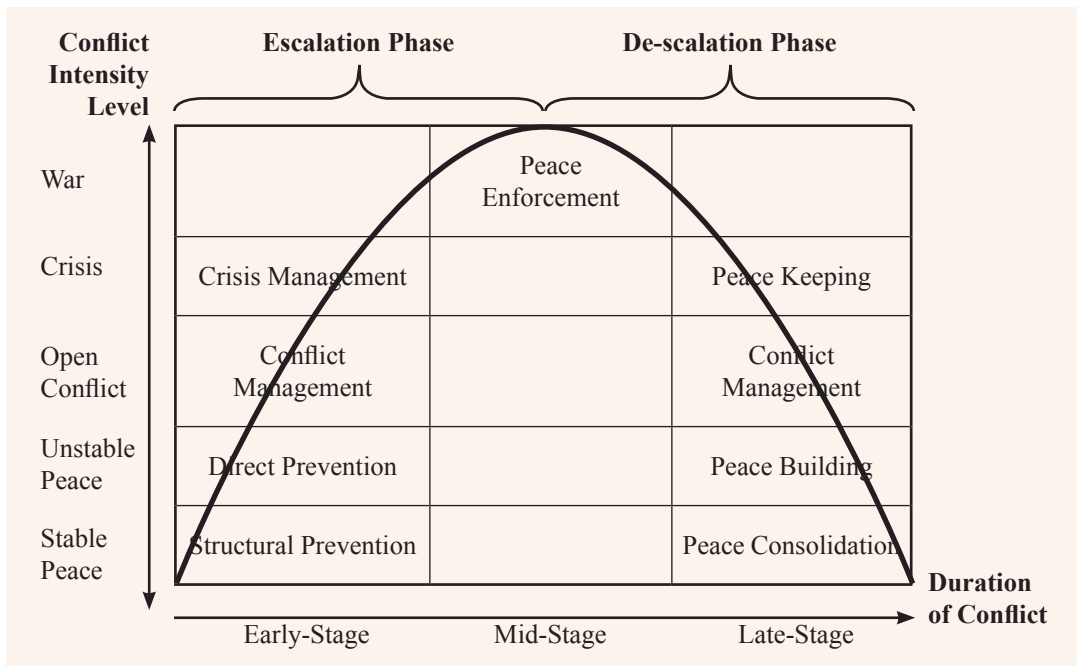 Conflict
Intensity
Level
Escalation Phase
De-scalation Phase
War
Peace
Enforcement
Crisis
Crisis Management
Peace Keeping
Open
Conflict
Conflict
Management
Conflict
Management
Unstable
Peace
Direct Prevention
Peace Building
Stable
Peace
Structural Prevention
Peace Consolidation
Duration
of Conflict
Early-Stage
Mid-Stage
Late-Stage